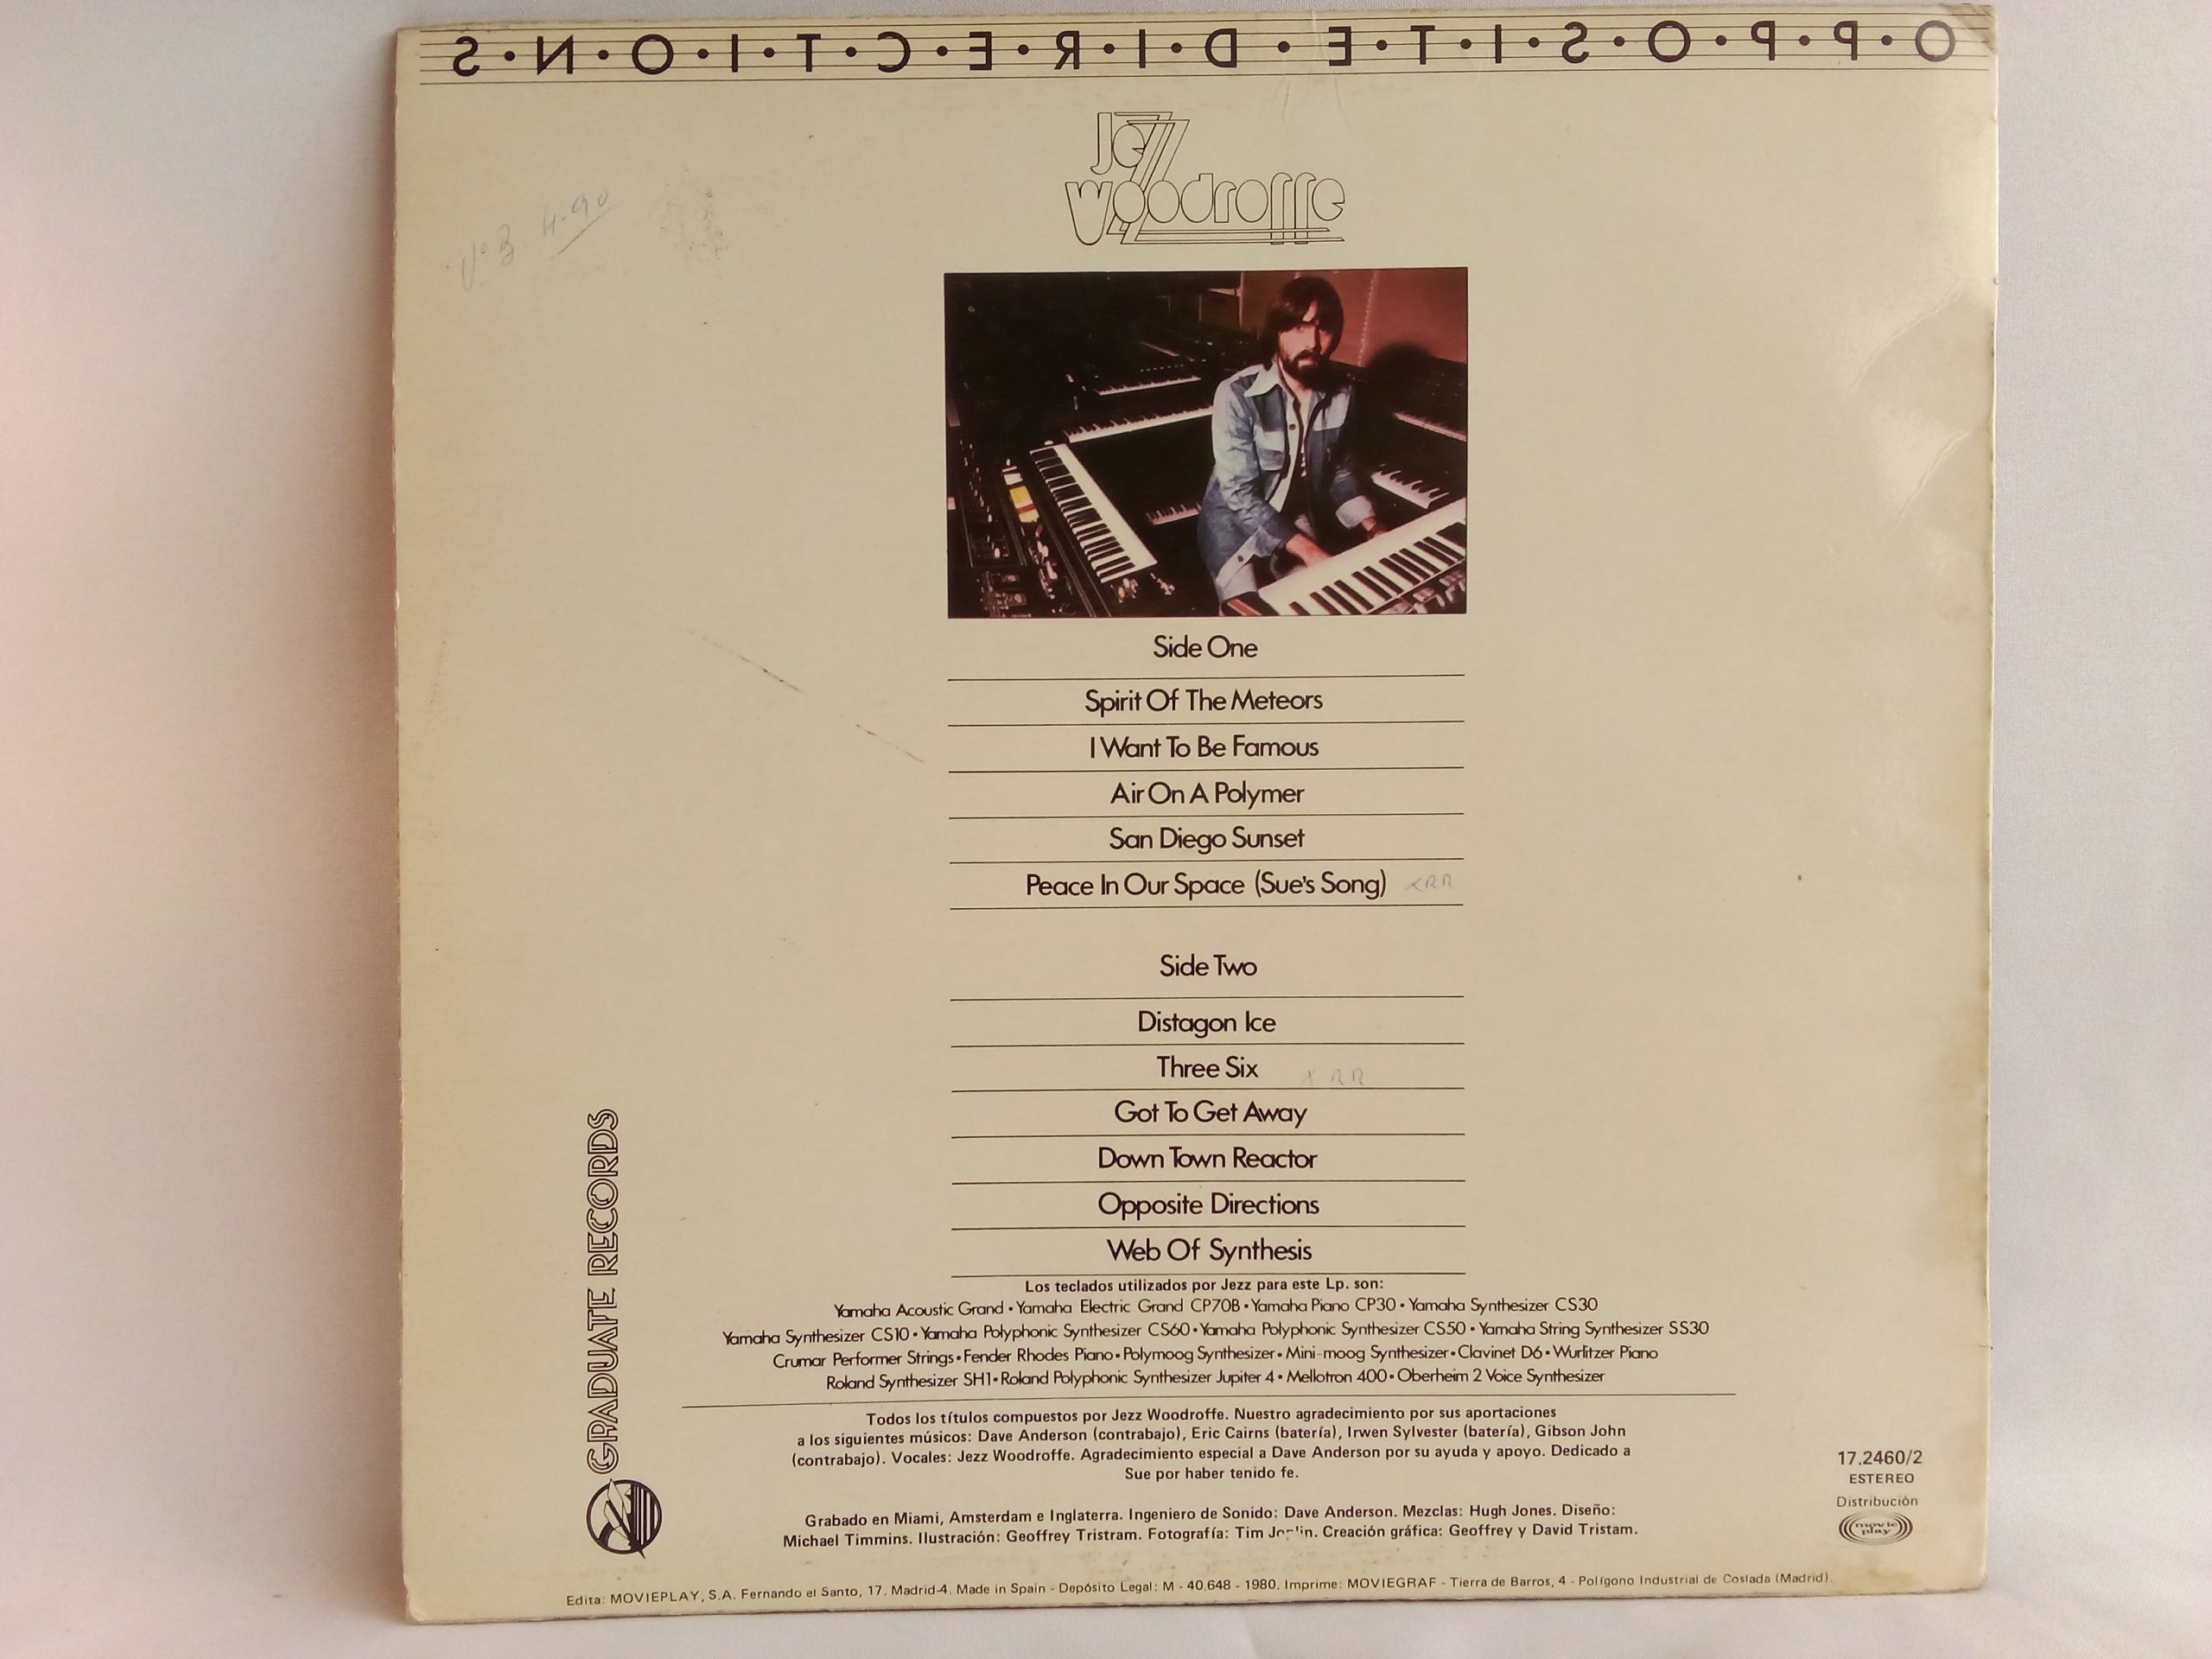 O•P•P•O•S•I•T•E•D•I•R•E•C•T•I•O•N•S
Jezz
Woodroffe
4-90
Side One
Spirit Of The Meteors
I Want To Be Famous
Air On A Polymer
San Diego Sunset
Peace In Our Space (Sue's Song)
Side Two
Distagon Ice
Three Six
Got To Get Away
Down Town Reactor
Opposite Directions
Web Of Synthesis
Los teclados utilizados por Jezz para este Lp. son:
Yamaha Acoustic Grand • Yamaha Electric Grand CP70B • Yamaha Piano CP30 • Yamaha Synthesizer CS30
Yamaha Synthesizer CS10 • Yamaha Polyphonic Synthesizer CS60 • Yamaha Polyphonic Synthesizer CS50 • Yamaha String Synthesizer SS30
Crumar Performer Strings • Fender Rhodes Piano • Polymoog Synthesizer • Mini-moog Synthesizer • Clavinet D6 • Wurlitzer Piano
Roland Synthesizer SH1 • Roland Polyphonic Synthesizer Jupiter 4 • Mellotron 400 • Oberheim 2 Voice Synthesizer
Todos los títulos compuestos por Jezz Woodroffe. Nuestro agradecimiento por sus aportaciones
a los siguientes músicos: Dave Anderson (contrabajo), Eric Cairns (batería), Irwen Sylvester (batería), Gibson John
(contrabajo). Vocales: Jezz Woodroffe. Agradecimiento especial a Dave Anderson por su ayuda y apoyo. Dedicado a
Sue por haber tenido fe.
Grabado en Miami, Amsterdam e Inglaterra. Ingeniero de Sonido: Dave Anderson. Mezclas: Hugh Jones. Diseño:
Michael Timmins. Ilustración: Geoffrey Tristram. Fotografía: Tim Creación gráfica: Geoffrey y David Tristam.
GRADUATE RECORDS
17.2460/2
ESTEREO
Distribución
movie
play
Edita: MOVIEPLAY, S.A. Fernando el Santo, 17. Madrid-4. Made in Spain - Depósito Legal: M - 40.648 - 1980. Imprime: MOVIEGRAF - Tierra de Barros, 4 - Polígono Industrial de Coslada (Madrid).